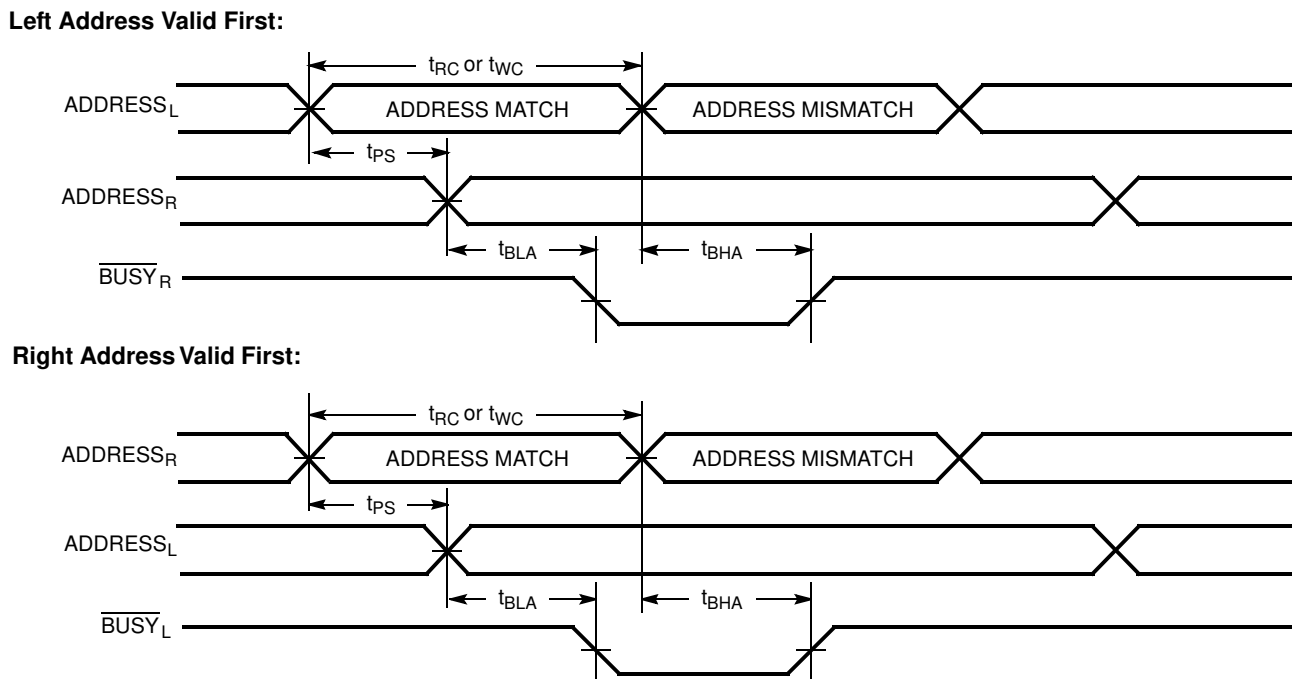 Left Address Valid First:
tRC or tWC
ADDRESSL
ADDRESS MATCH
ADDRESS MISMATCH
tPS
ADDRESSR
tBLA
tBHA
BUSYR
Right Address Valid First:
tRC or tWC
ADDRESSR
ADDRESS MATCH
ADDRESS MISMATCH
tPS
ADDRESSL
tBLA
tBHA
BUSYL